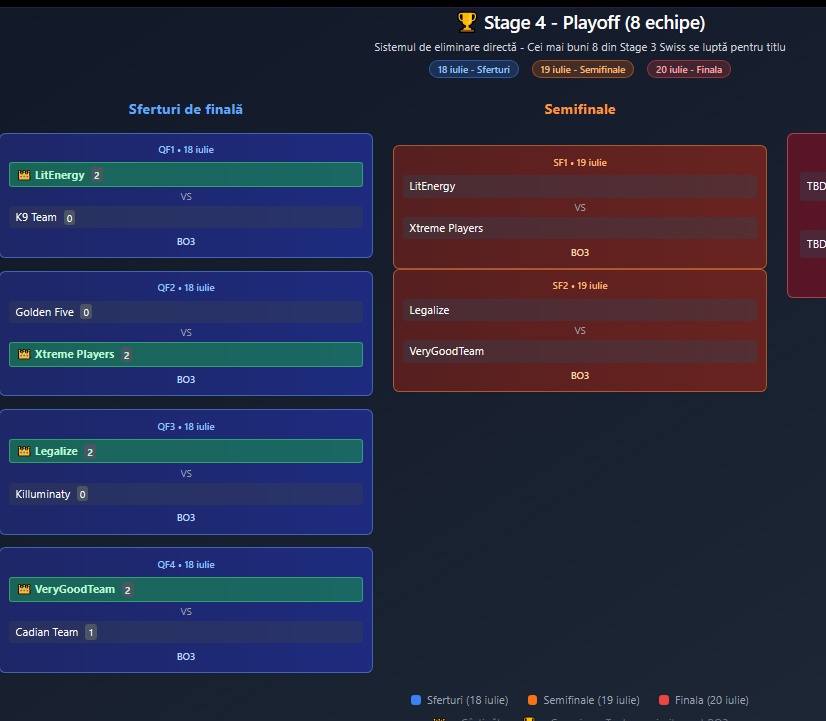 🏆 Stage 4 - Playoff (8 echipe)
Sistemul de eliminare directă - Cei mai buni 8 din Stage 3 Swiss se luptă pentru titlu
18 iulie - Sferturi
19 iulie - Semifinale
20 iulie - Finala
Sferturi de finală
QF1 • 18 iulie
LitEnergy 2
VS
K9 Team 0
BO3
QF2 • 18 iulie
Golden Five 0
VS
Xtreme Players 2
BO3
QF3 • 18 iulie
Legalize 2
VS
Killuminaty 0
BO3
QF4 • 18 iulie
VeryGoodTeam 2
VS
Cadian Team 1
BO3
Semifinale
SF1 • 19 iulie
LitEnergy
VS
Xtreme Players
BO3
SF2 • 19 iulie
Legalize
VS
VeryGoodTeam
BO3
TBD
TBD
Sferturi (18 iulie)
Semifinale (19 iulie)
Finala (20 iulie)